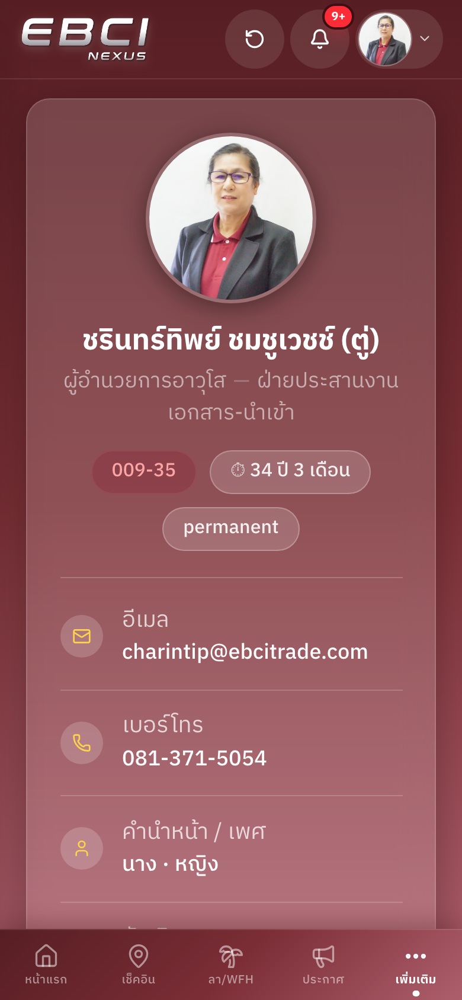 EBCI
NEXUS
9+
ชรินทร์ทิพย์ ชมชูเวชช์ (ตู่)
ผู้อำนวยการอาวุโส — ฝ่ายประสานงาน
เอกสาร-นำเข้า
009-35
⏱ 34 ปี 3 เดือน
permanent
อีเมล
charintip@ebcitrade.com
เบอร์โทร
081-371-5054
คำนำหน้า / เพศ
นาง · หญิง
หน้าแรก
เช็คอิน
ลา/WFH
ประกาศ
เพิ่มเติม